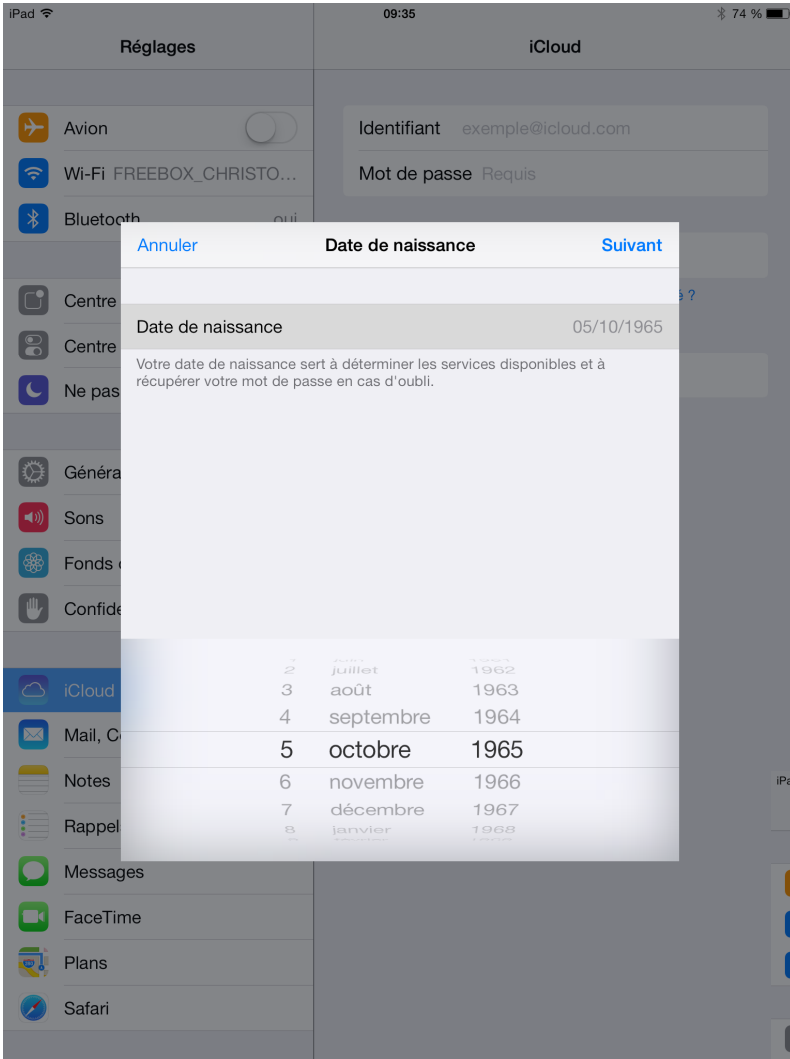 iPad 09:35 74 %
Réglages
iCloud
Avion
Wi-Fi FREEBOX_CHRISTO...
Bluetooth oui
Centre
Centre
Ne pas
Généra
Sons
Fonds
Confide
iCloud
Mail, C
Notes
Rappel
Messages
FaceTime
Plans
Safari
Identifiant exemple@icloud.com
Mot de passe Requis
é ?
Annuler Date de naissance Suivant
Date de naissance 05/10/1965
Votre date de naissance sert à déterminer les services disponibles et à
récupérer votre mot de passe en cas d'oubli.
2 juillet 1962
3 août 1963
4 septembre 1964
5 octobre 1965
6 novembre 1966
7 décembre 1967
8 janvier 1968
iPa